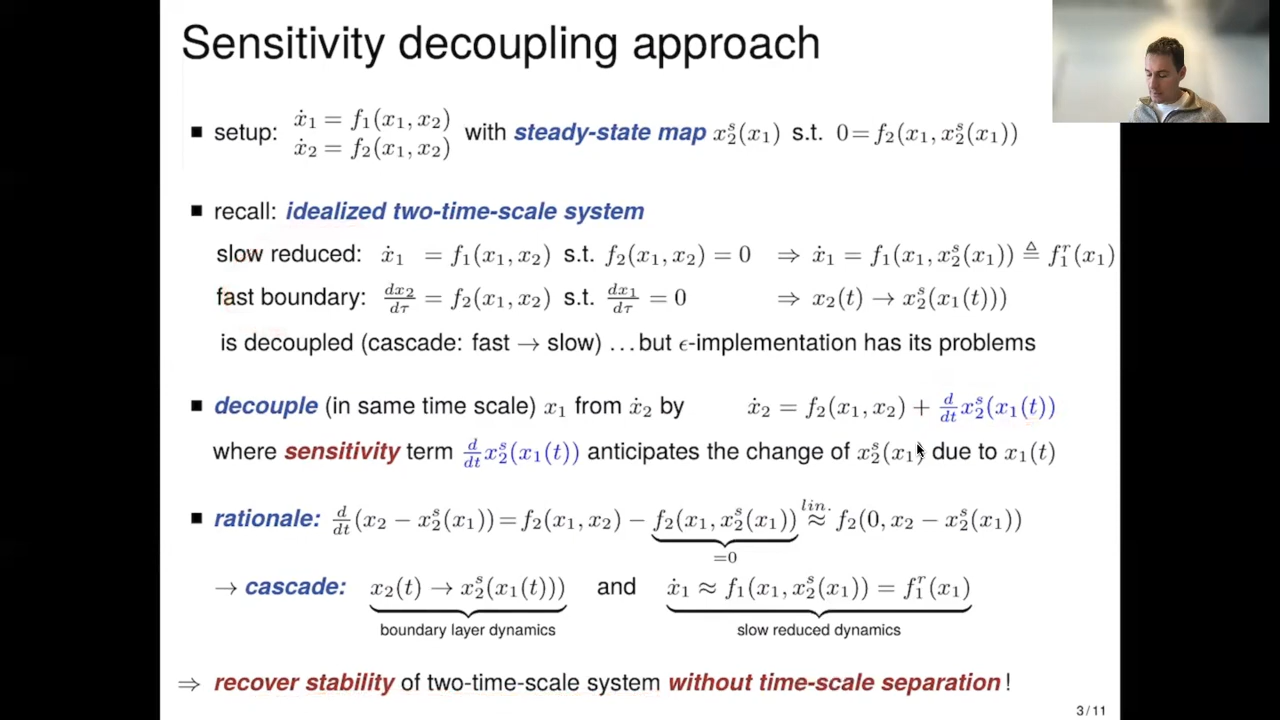 Sensitivity decoupling approach
■ setup: ẋ₁ = f₁(x₁, x₂) ẋ₂ = f₂(x₁, x₂) with steady-state map x₂ˢ(x₁) s.t. 0=f₂(x₁, x₂ˢ(x₁))
■ recall: idealized two-time-scale system
slow reduced: ẋ₁ = f₁(x₁, x₂) s.t. f₂(x₁, x₂) = 0 ⇒ ẋ₁ = f₁(x₁, x₂ˢ(x₁)) ≜ f₁ʳ(x₁)
fast boundary: dx₂/dτ = f₂(x₁, x₂) s.t. dx₁/dτ = 0 ⇒ x₂(t) → x₂ˢ(x₁(t)))
is decoupled (cascade: fast → slow) ...but ϵ-implementation has its problems
■ decouple (in same time scale) x₁ from ẋ₂ by ẋ₂ = f₂(x₁, x₂) + d/dt x₂ˢ(x₁(t))
where sensitivity term d/dt x₂ˢ(x₁(t)) anticipates the change of x₂ˢ(x₁) due to x₁(t)
■ rationale: d/dt (x₂ − x₂ˢ(x₁)) = f₂(x₁, x₂) − f₂(x₁, x₂ˢ(x₁)) lin. ≈ f₂(0, x₂ − x₂ˢ(x₁))
=0
→ cascade: x₂(t) → x₂ˢ(x₁(t))) and ẋ₁ ≈ f₁(x₁, x₂ˢ(x₁)) = f₁ʳ(x₁)
boundary layer dynamics slow reduced dynamics
⇒ recover stability of two-time-scale system without time-scale separation !
3 / 11